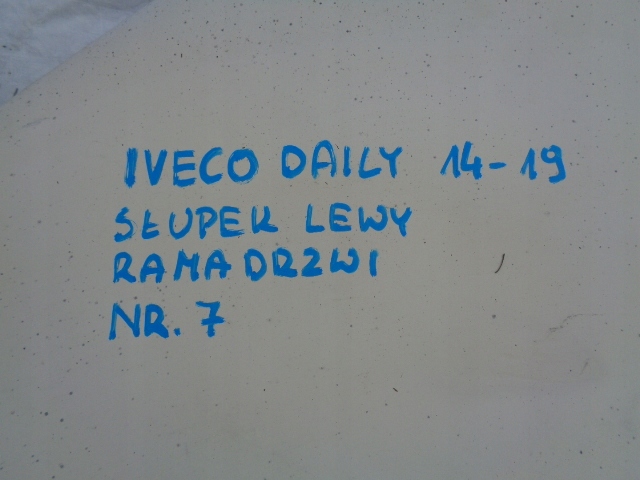 IVECO DAILY 14-19
SŁUPEK LEWY
RAMA DRZWI
NR. 7